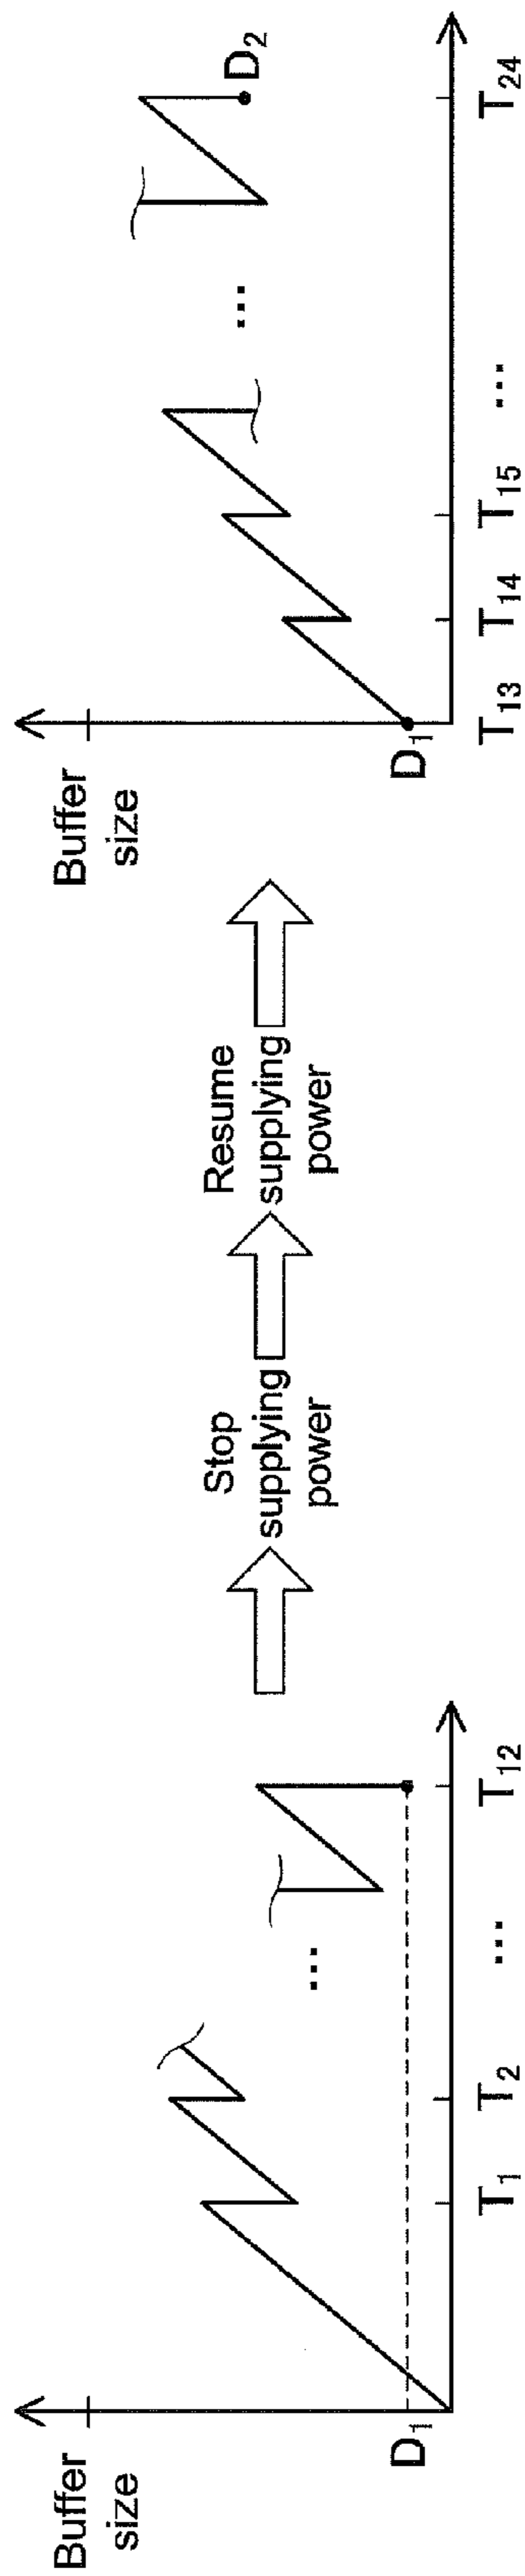 Buffer
size
D1
T1 T2 ... T12
...
Stop
supplying
power
Resume
supplying
power
Buffer
size
D1
D2
...
T13 T14 T15 ... T24